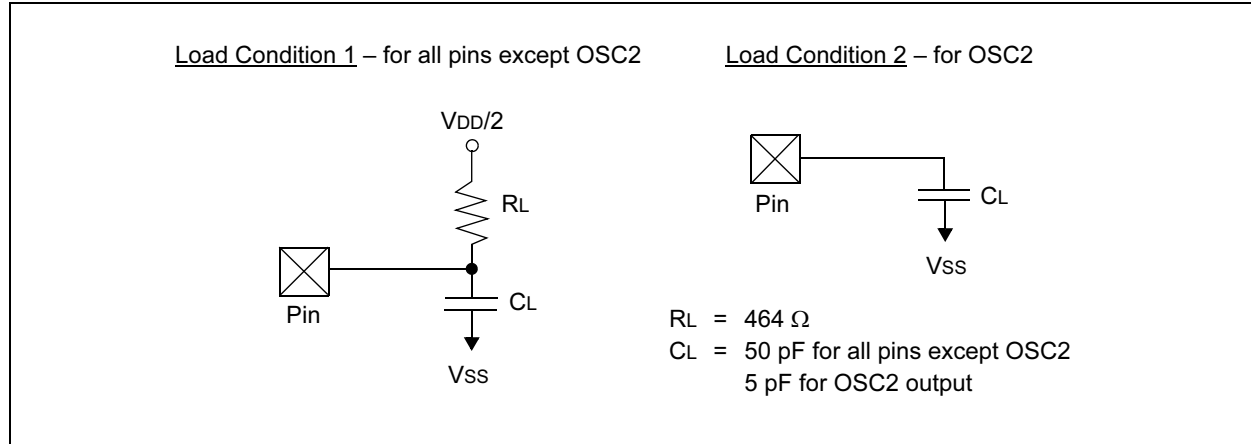 Load Condition 1 – for all pins except OSC2
VDD/2
RL
Pin
CL
VSS
Load Condition 2 – for OSC2
Pin
CL
VSS
RL = 464 Ω
CL = 50 pF for all pins except OSC2
5 pF for OSC2 output